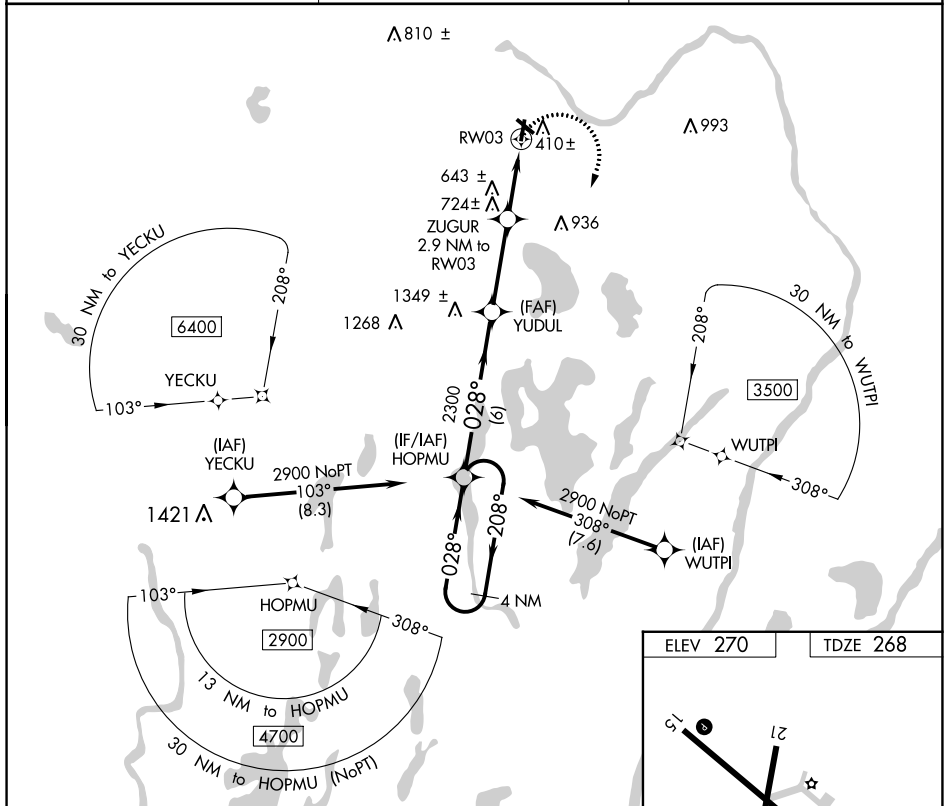 810 ±
993
RW03
410±
643 ±
724±
ZUGUR
2.9 NM to
RW03
936
30 NM to YECKU
208°
6400
YECKU
103°
1349 ±
1268
(FAF)
YUDUL
30 NM to WUTPI
208°
3500
WUTPI
308°
2300
028°
(6)
(IF/IAF)
HOPMU
(IAF)
YECKU
2900 NoPT
103°
(8.3)
1421
2900 NoPT
308°
(7.6)
(IAF)
WUTPI
028°
208°
4 NM
103°
HOPMU
308°
2900
13 NM to HOPMU
4700
30 NM to HOPMU (NoPT)
ELEV 270
TDZE 268
15
P
21